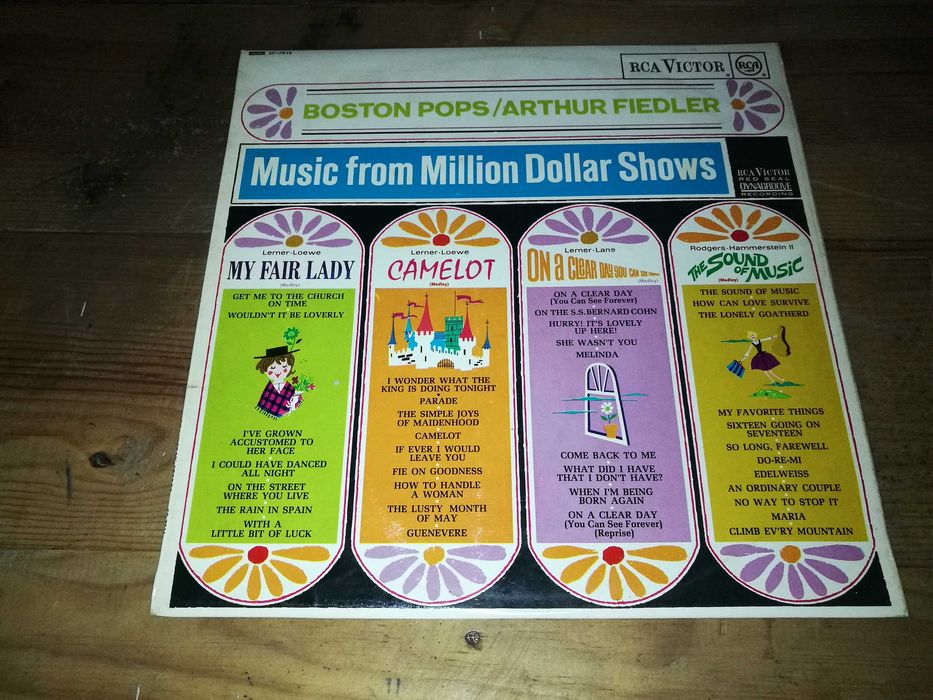 RCA VICTOR
RCA
BOSTON POPS/ARTHUR FIEDLER
Music from Million Dollar Shows
RCA VICTOR
RED SEAL
DYNAGROOVE
RECORDING
Lerner-Loewe
MY FAIR LADY
(Medley)
GET ME TO THE CHURCH
ON TIME
WOULDN'T IT BE LOVERLY
I'VE GROWN
ACCUSTOMED TO
HER FACE
I COULD HAVE DANCED
ALL NIGHT
ON THE STREET
WHERE YOU LIVE
THE RAIN IN SPAIN
WITH A
LITTLE BIT OF LUCK
Lerner-Loewe
CAMELOT
(Medley)
I WONDER WHAT THE
KING IS DOING TONIGHT
PARADE
THE SIMPLE JOYS
OF MAIDENHOOD
CAMELOT
IF EVER I WOULD
LEAVE YOU
FIE ON GOODNESS
HOW TO HANDLE
A WOMAN
THE LUSTY MONTH
OF MAY
GUENEVERE
Lerner-Lane
ON a CLEAR DAY YOU CAN SEE FOREVER
(Medley)
ON A CLEAR DAY
(You Can See Forever)
ON THE S.S. BERNARD COHN
HURRY! IT'S LOVELY
UP HERE!
SHE WASN'T YOU
MELINDA
COME BACK TO ME
WHAT DID I HAVE
THAT I DON'T HAVE?
WHEN I'M BEING
BORN AGAIN
ON A CLEAR DAY
(You Can See Forever)
(Reprise)
Rodgers-Hammerstein II
THE SOUND
OF MUSIC
(Medley)
THE SOUND OF MUSIC
HOW CAN LOVE SURVIVE
THE LONELY GOATHERD
MY FAVORITE THINGS
SIXTEEN GOING ON
SEVENTEEN
SO LONG, FAREWELL
DO-RE-MI
EDELWEISS
AN ORDINARY COUPLE
NO WAY TO STOP IT
MARIA
CLIMB EV'RY MOUNTAIN